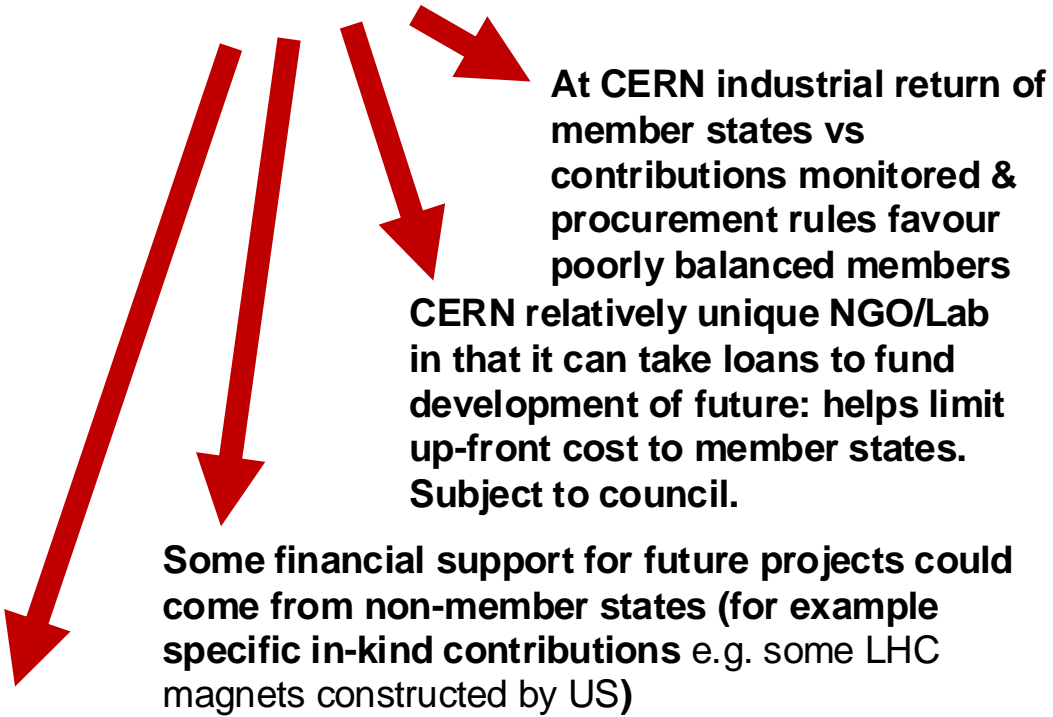 At CERN industrial return of
member states vs
contributions monitored &
procurement rules favour
poorly balanced members
CERN relatively unique NGO/Lab
in that it can take loans to fund
development of future: helps limit
up-front cost to member states.
Subject to council.
Some financial support for future projects could
come from non-member states (for example
specific in-kind contributions e.g. some LHC
magnets constructed by US)